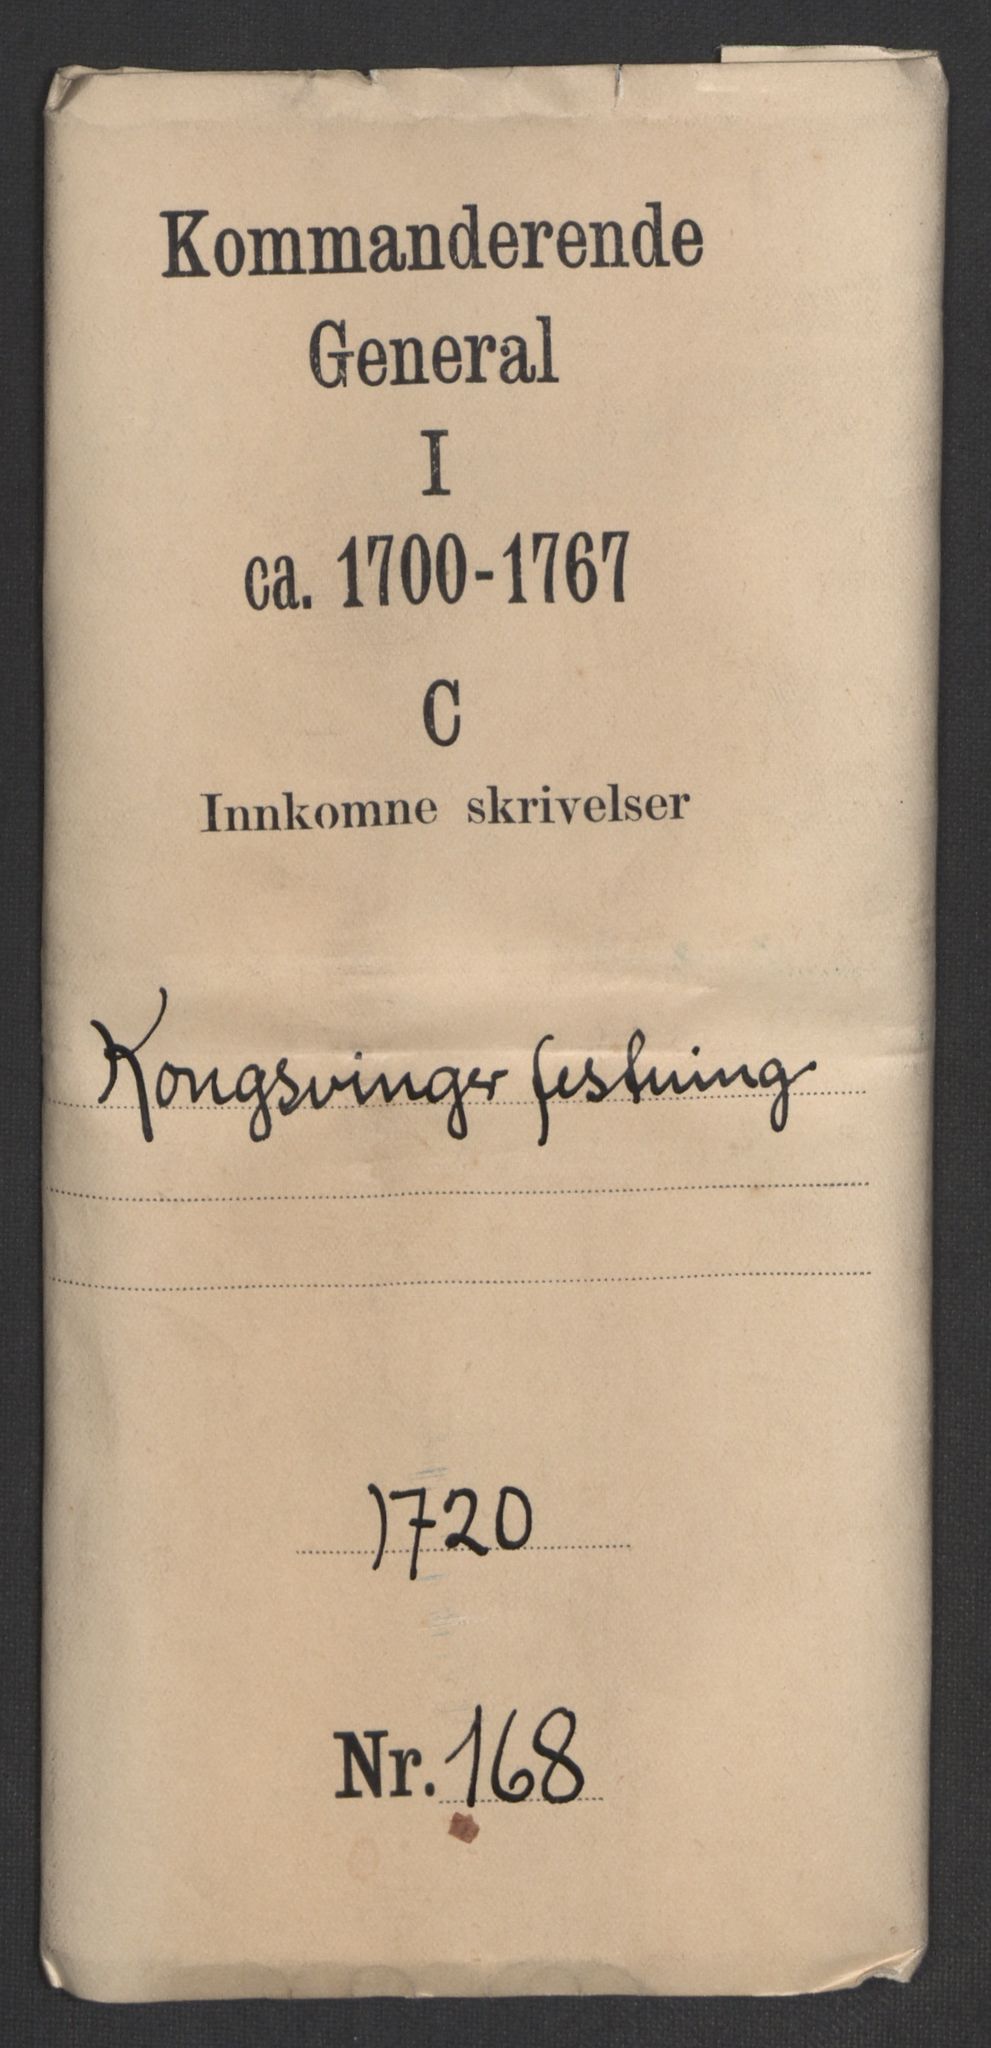 Kommanderende
General
I
ca. 1700-1767
C
Innkomne skrivelser
Kongsvinger festning
1720
Nr. 168